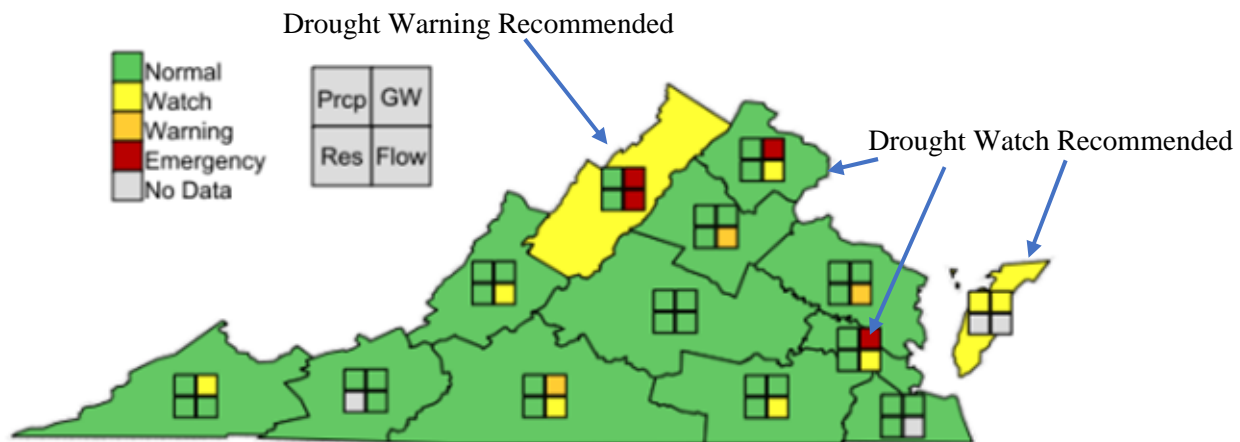 Drought Warning Recommended
Normal
Watch
Warning
Emergency
No Data
Prcp GW
Res Flow
Drought Watch Recommended